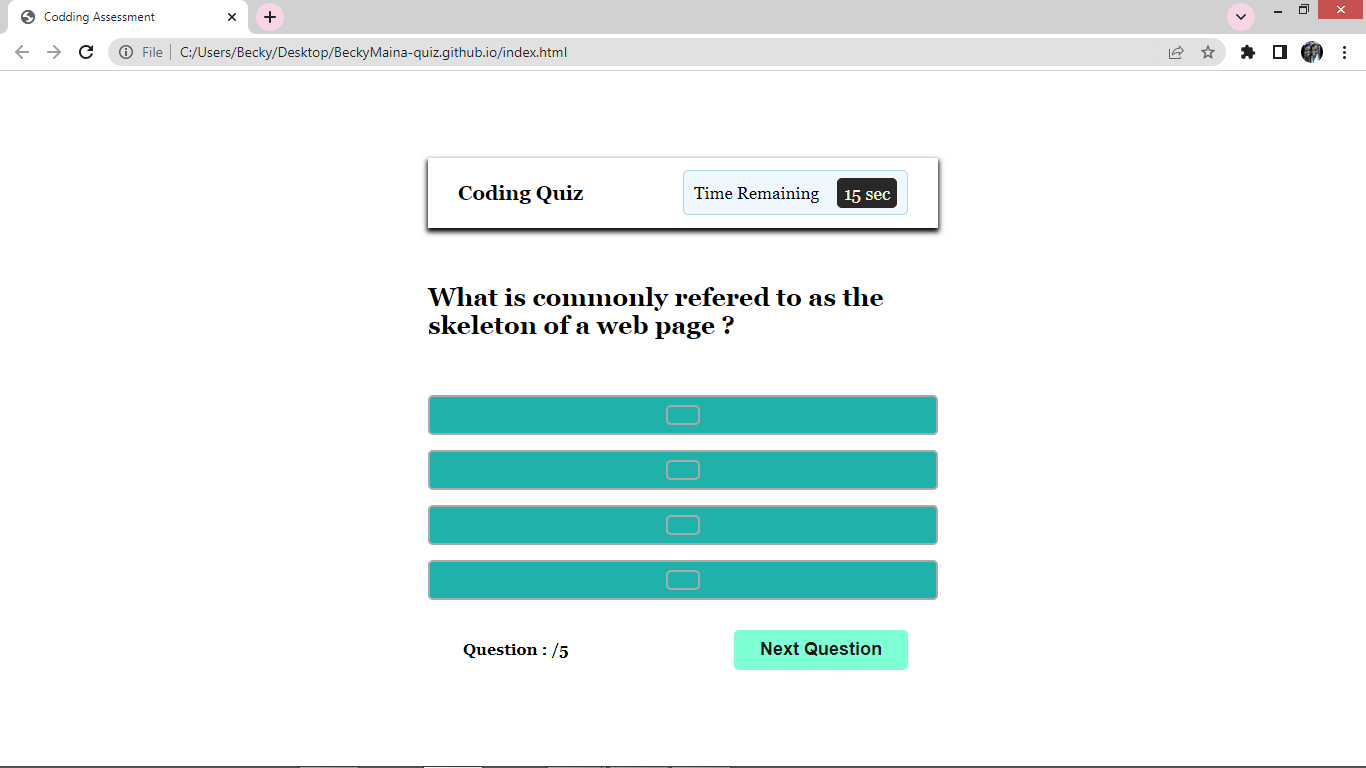 Codding Assessment
File
C:/Users/Becky/Desktop/BeckyMaina-quiz.github.io/index.html
Coding Quiz
Time Remaining 15 sec
What is commonly refered to as the
skeleton of a web page ?
Question : /5
Next Question